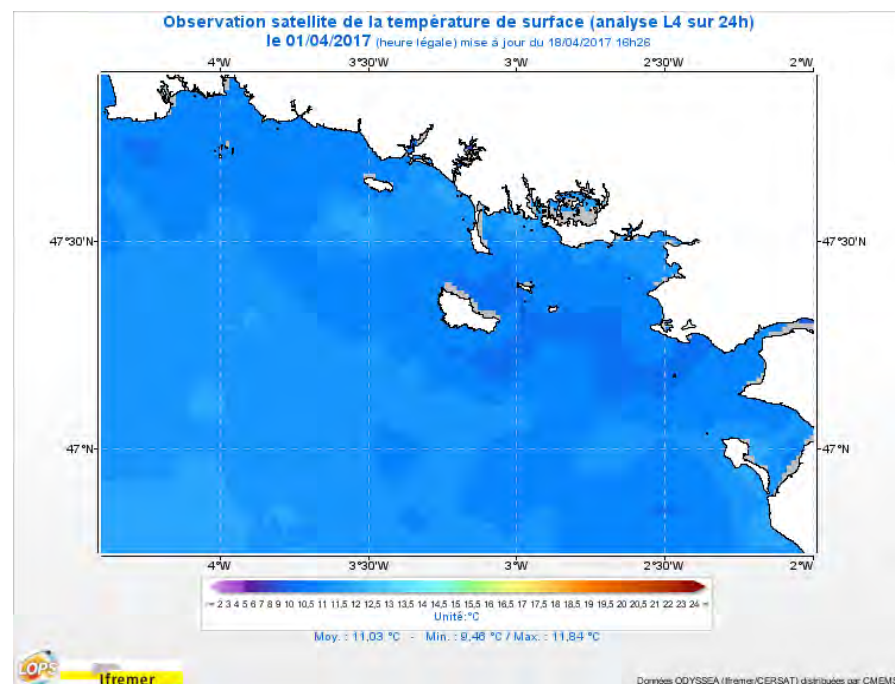 Observation satellite de la température de surface (analyse L4 sur 24h)
le 01/04/2017 (heure légale) mise à jour du 18/04/2017 16h26
4°W 3°30'W 3°W 2°30'W 2°W
47°30'N 47°30'N
47°N 47°N
4°W 3°30'W 3°W 2°30'W 2°W
<= 2 3 4 5 6 7 8 9 10 10,5 11 11,5 12 12,5 13 13,5 14 14,5 15 15,5 16 16,5 17 17,5 18 18,5 19 19,5 20 20,5 21 22 23 24 =
Unité:°C
Moy. : 11,03 °C - Min. : 9,46 °C / Max. : 11,84 °C
LOPS
Ifremer
Données ODYSSEA (Ifremer/CERSAT) distribuées par CMEMS